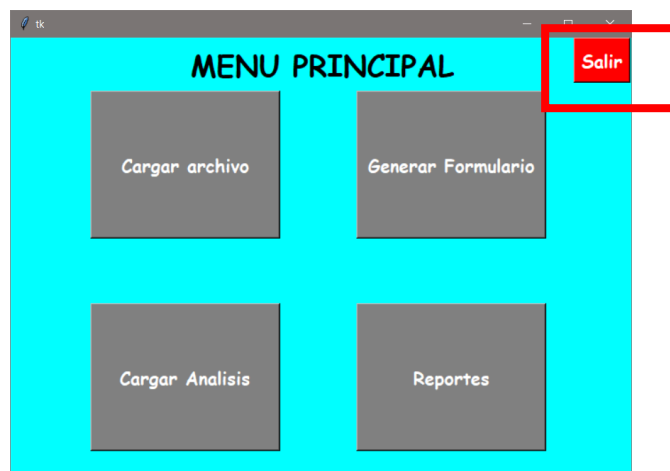 tk
MENU PRINCIPAL
Salir
Cargar archivo
Generar Formulario
Cargar Analisis
Reportes